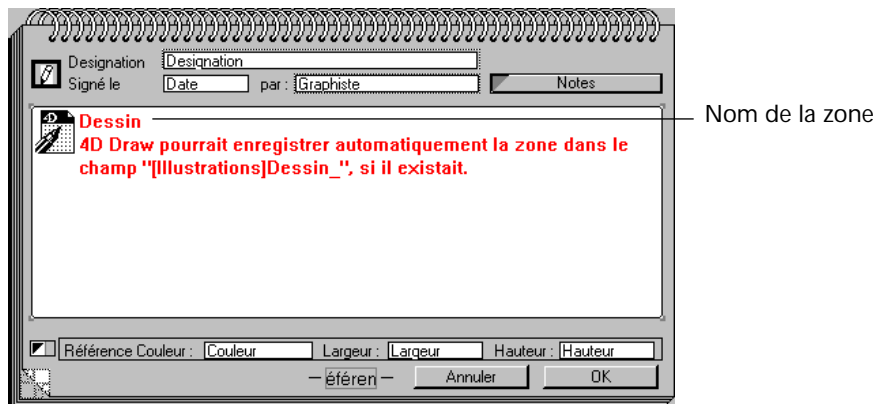 Designation Designation
Signé le Date par : Graphiste Notes
Dessin
4D Draw pourrait enregistrer automatiquement la zone dans le
champ "[Illustrations]Dessin_", si il existait.
Nom de la zone
Référence Couleur : Couleur Largeur : Largeur Hauteur : Hauteur
éféren Annuler OK